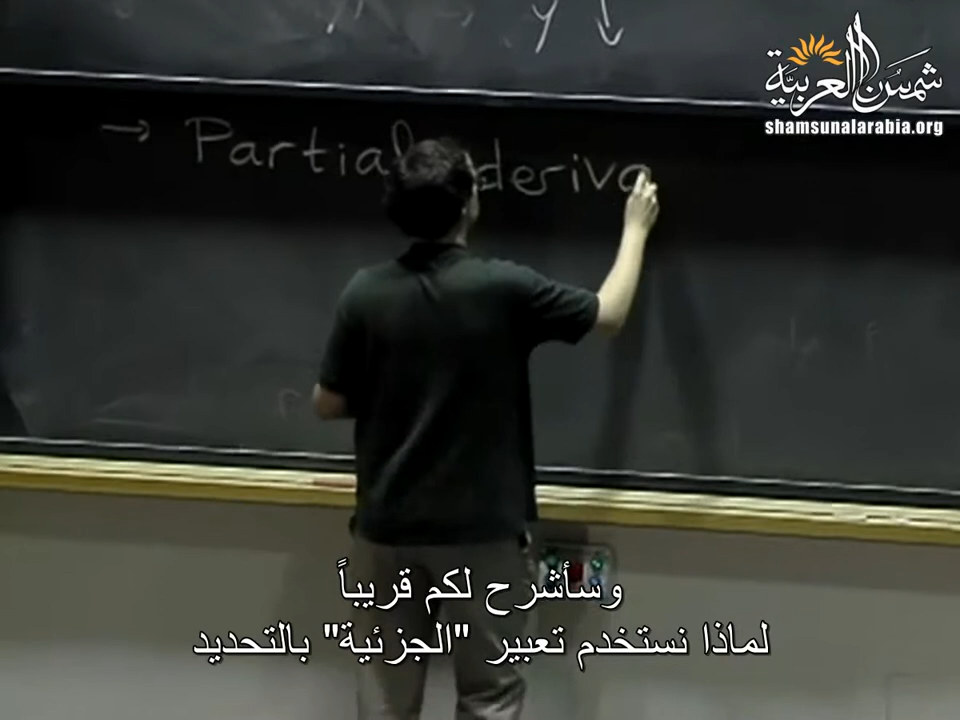 y ↓
شمس العربية
shamsunalarabia.org
→ Partial deriva
وسأشرح لكم قريباً
لماذا نستخدم تعبير "الجزئية" بالتحديد